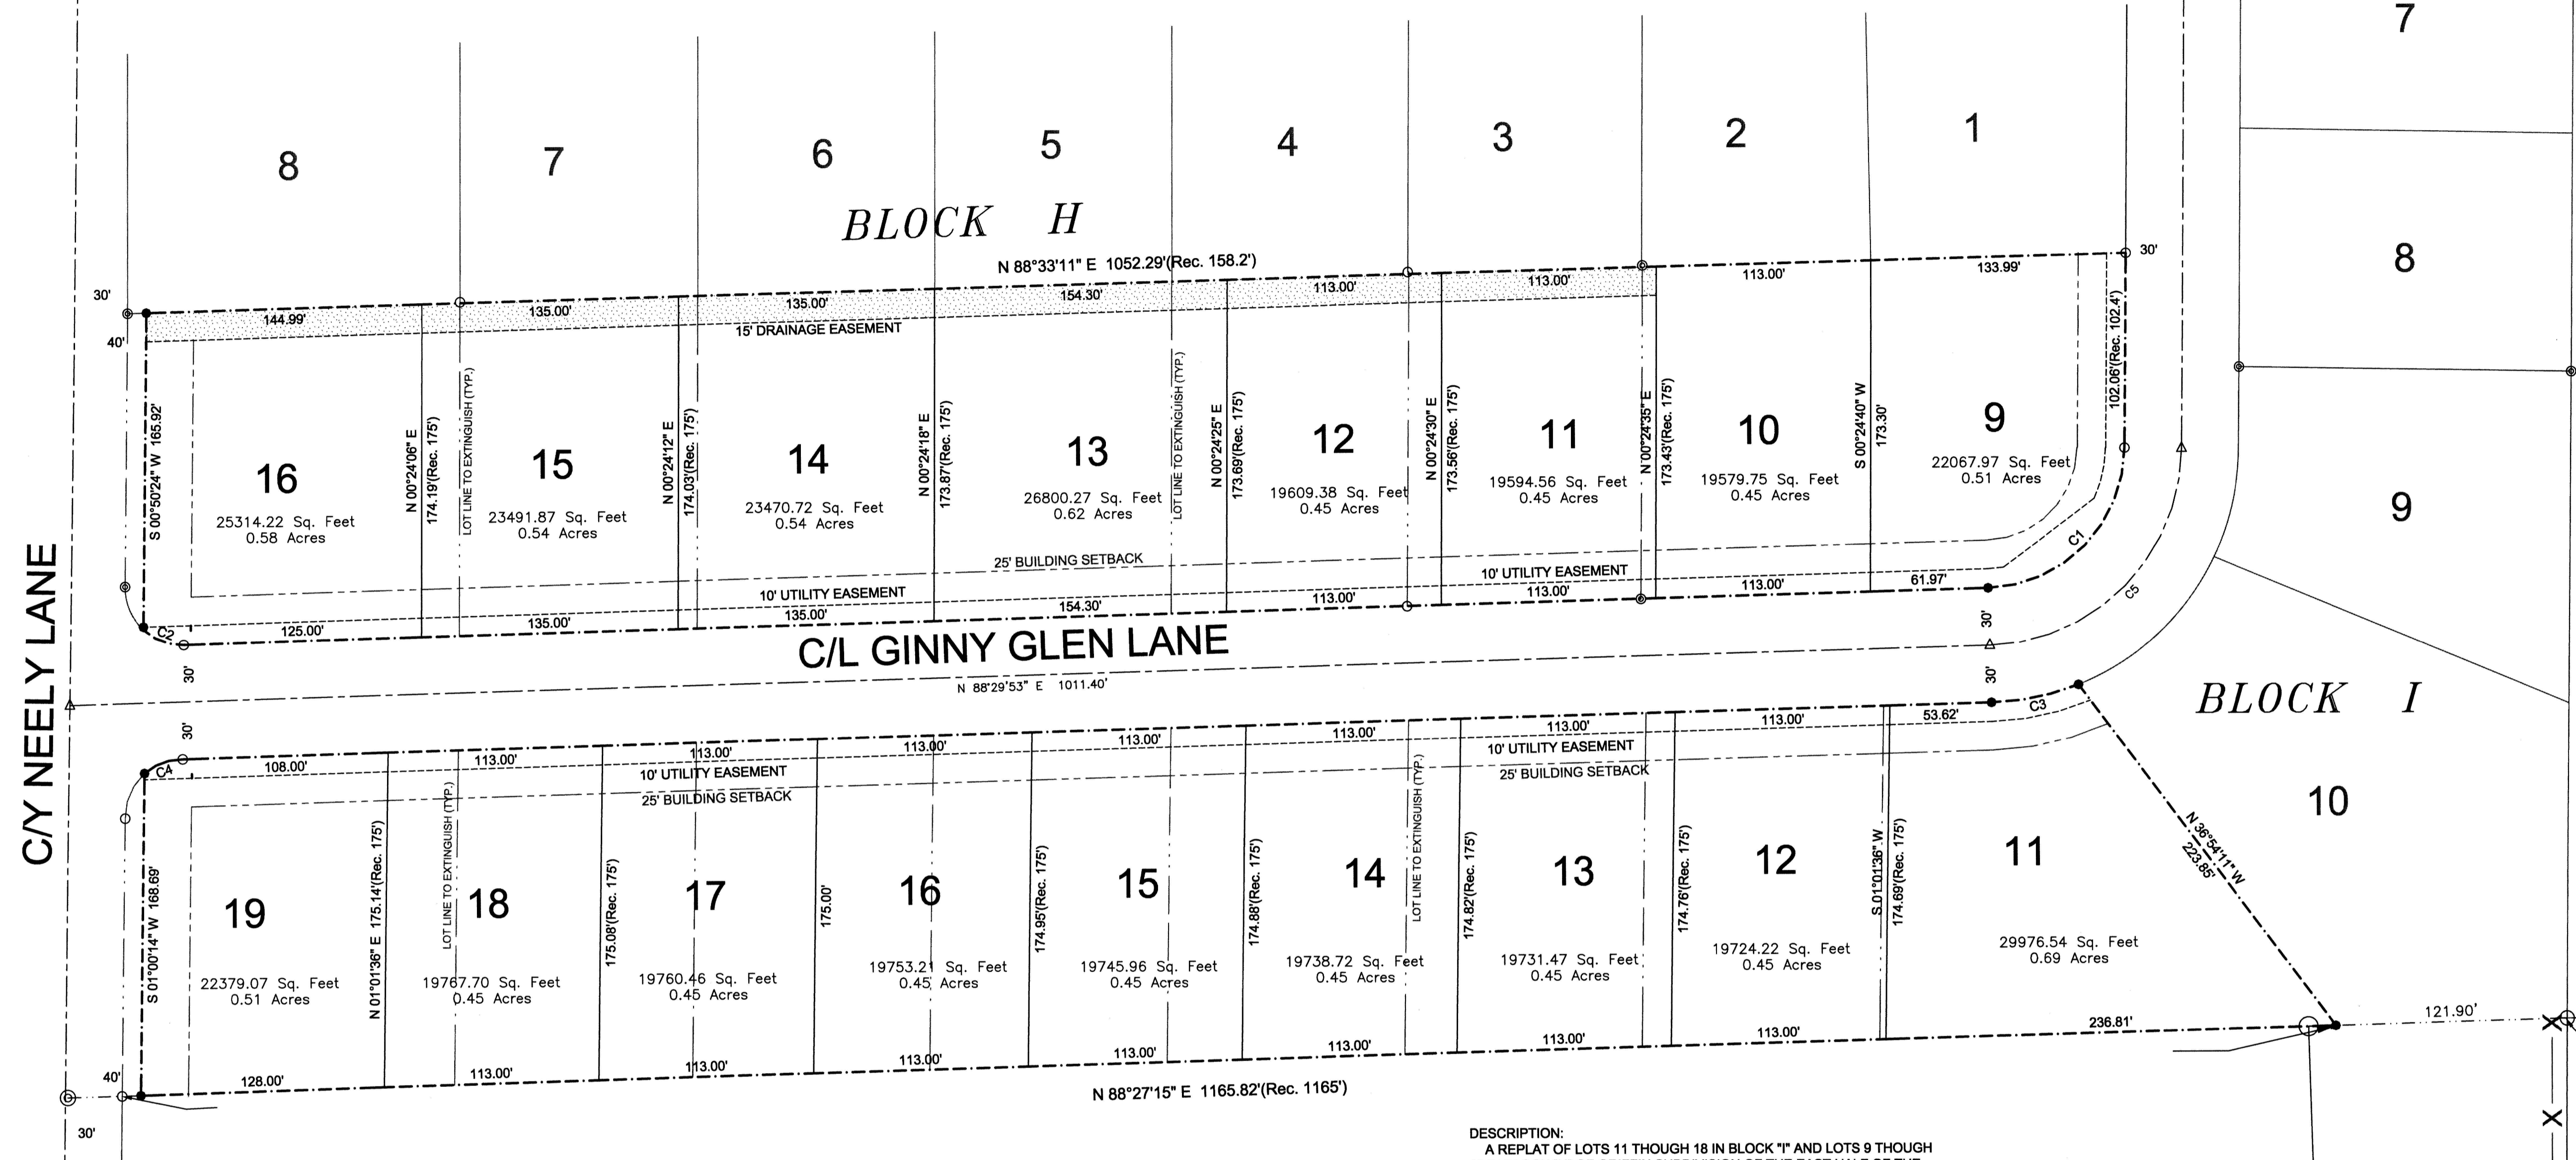 7
8
7
6
5
4
3
2
1
BLOCK H
8
N 88°33'11" E 1052.29'(Rec. 158.2')
30'
30'
144.99'
135.00'
135.00'
154.30'
113.00'
113.00'
113.00'
133.99'
40'
15' DRAINAGE EASEMENT
S 00°50'24" W 165.92'
N 00°24'06" E
174.19'(Rec. 175')
LOT LINE TO EXTINGUISH (TYP.)
N 00°24'12" E
174.03'(Rec. 175')
N 00°24'18" E
173.87'(Rec. 175')
LOT LINE TO EXTINGUISH (TYP.)
N 00°24'25" E
173.69'(Rec. 175')
N 00°24'30" E
173.56'(Rec. 175')
N 00°24'35" E
173.43'(Rec. 175')
S 00°24'40" W
173.30'
102.06'(Rec. 102.4')
16
25314.22 Sq. Feet
0.58 Acres
15
23491.87 Sq. Feet
0.54 Acres
14
23470.72 Sq. Feet
0.54 Acres
13
26800.27 Sq. Feet
0.62 Acres
12
19609.38 Sq. Feet
0.45 Acres
11
19594.56 Sq. Feet
0.45 Acres
10
19579.75 Sq. Feet
0.45 Acres
9
22067.97 Sq. Feet
0.51 Acres
9
25' BUILDING SETBACK
10' UTILITY EASEMENT
10' UTILITY EASEMENT
C1
C5
C2
125.00'
135.00'
135.00'
154.30'
113.00'
113.00'
113.00'
61.97'
30'
30'
C/L GINNY GLEN LANE
N 88°29'53" E 1011.40'
30'
30'
C/Y NEELY LANE
BLOCK I
C4
108.00'
113.00'
113.00'
113.00'
113.00'
113.00'
113.00'
113.00'
53.62'
C3
10' UTILITY EASEMENT
25' BUILDING SETBACK
10' UTILITY EASEMENT
25' BUILDING SETBACK
10
S 01°00'14" W 168.69'
N 01°01'36" E 175.14'(Rec. 175')
LOT LINE TO EXTINGUISH (TYP.)
175.08'(Rec. 175')
175.00'
174.95'(Rec. 175')
174.88'(Rec. 175')
LOT LINE TO EXTINGUISH (TYP.)
174.82'(Rec. 175')
174.76'(Rec. 175')
S 01°01'36" W
174.69'(Rec. 175')
N 36°54'11" W
223.85'
19
22379.07 Sq. Feet
0.51 Acres
18
19767.70 Sq. Feet
0.45 Acres
17
19760.46 Sq. Feet
0.45 Acres
16
19753.21 Sq. Feet
0.45 Acres
15
19745.96 Sq. Feet
0.45 Acres
14
19738.72 Sq. Feet
0.45 Acres
13
19731.47 Sq. Feet
0.45 Acres
12
19724.22 Sq. Feet
0.45 Acres
11
29976.54 Sq. Feet
0.69 Acres
40'
128.00'
113.00'
113.00'
113.00'
113.00'
113.00'
113.00'
113.00'
236.81'
121.90'
X
X
N 88°27'15" E 1165.82'(Rec. 1165')
30'
DESCRIPTION:
A REPLAT OF LOTS 11 THOUGH 18 IN BLOCK "I" AND LOTS 9 THOUGH